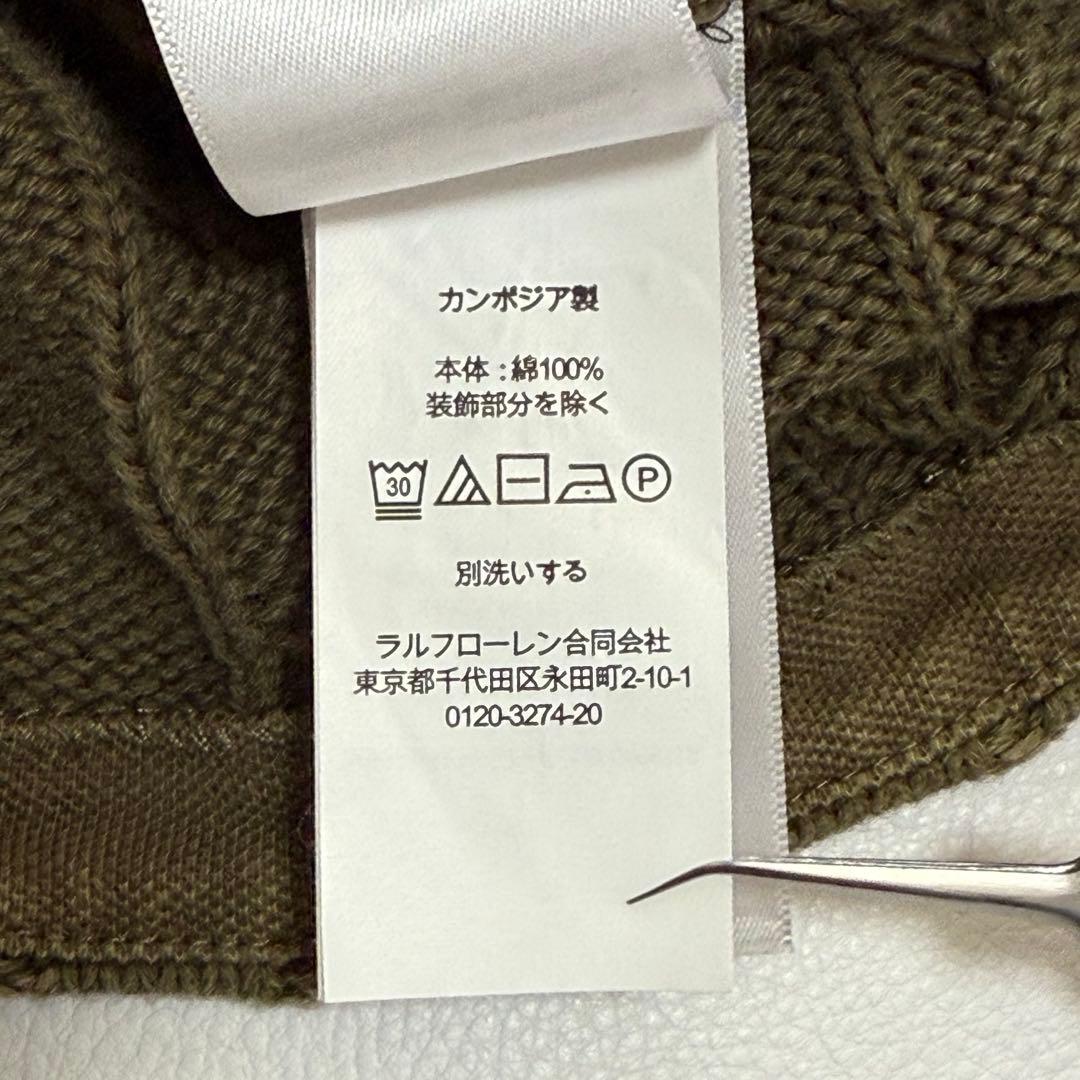 カンボジア製
本体 : 綿100%
装飾部分を除く
30 P
別洗いする
ラルフローレン合同会社
東京都千代田区永田町2-10-1
0120-3274-20